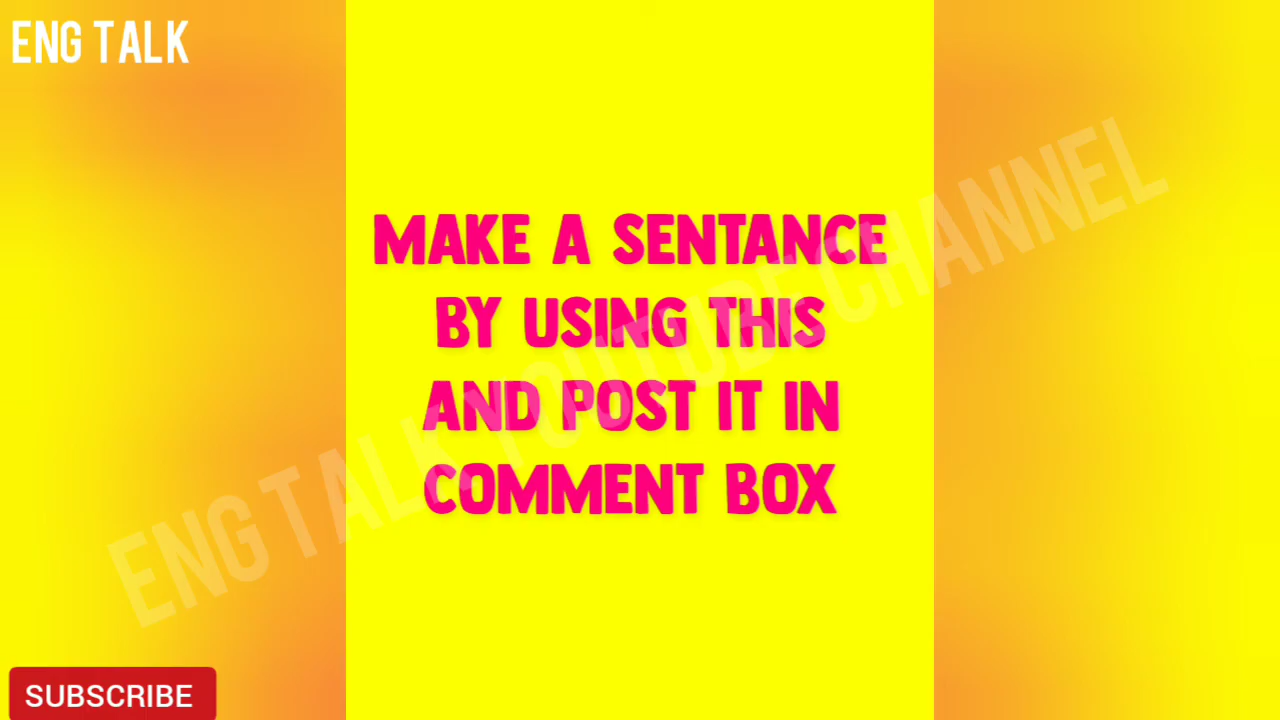 ENG TALK
MAKE A SENTANCE
BY USING THIS
AND POST IT IN
COMMENT BOX
ENG TALK YOUTUBE CHANNEL
SUBSCRIBE